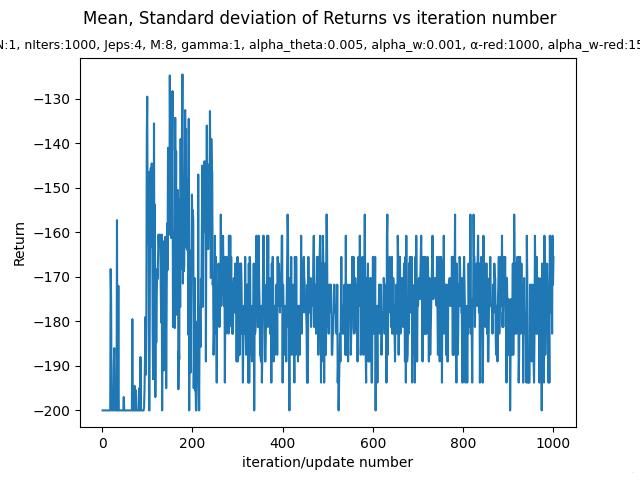 Mean, Standard deviation of Returns vs iteration number
N:1, nIters:1000, Jeps:4, M:8, gamma:1, alpha_theta:0.005, alpha_w:0.001, α-red:1000, alpha_w-red:15
Return
−130
−140
−150
−160
−170
−180
−190
−200
0 200 400 600 800 1000
iteration/update number